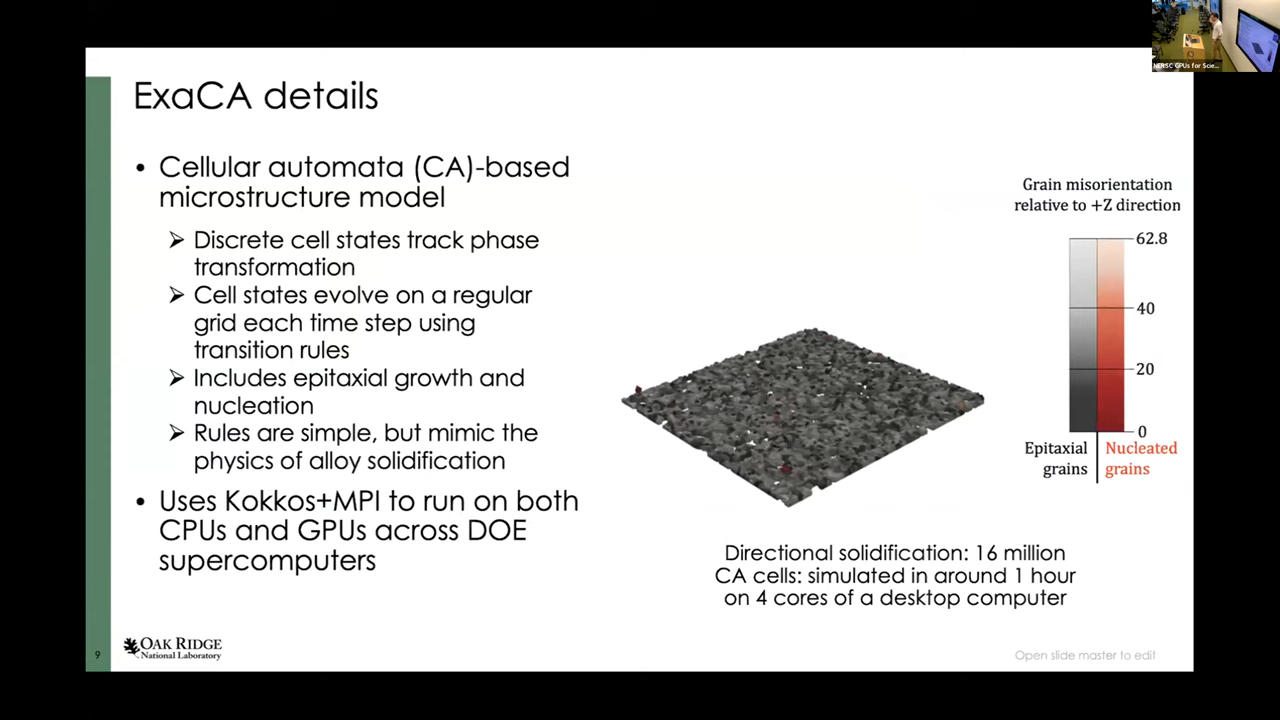 ExaCA details
• Cellular automata (CA)-based
microstructure model
➢ Discrete cell states track phase
transformation
➢ Cell states evolve on a regular
grid each time step using
transition rules
➢ Includes epitaxial growth and
nucleation
➢ Rules are simple, but mimic the
physics of alloy solidification
• Uses Kokkos+MPI to run on both
CPUs and GPUs across DOE
supercomputers
Grain misorientation
relative to +Z direction
62.8
40
20
0
Epitaxial
grains
Nucleated
grains
Directional solidification: 16 million
CA cells: simulated in around 1 hour
on 4 cores of a desktop computer
9
OAK RIDGE
National Laboratory
Open slide master to edit
NERSC GPUs for Scie...